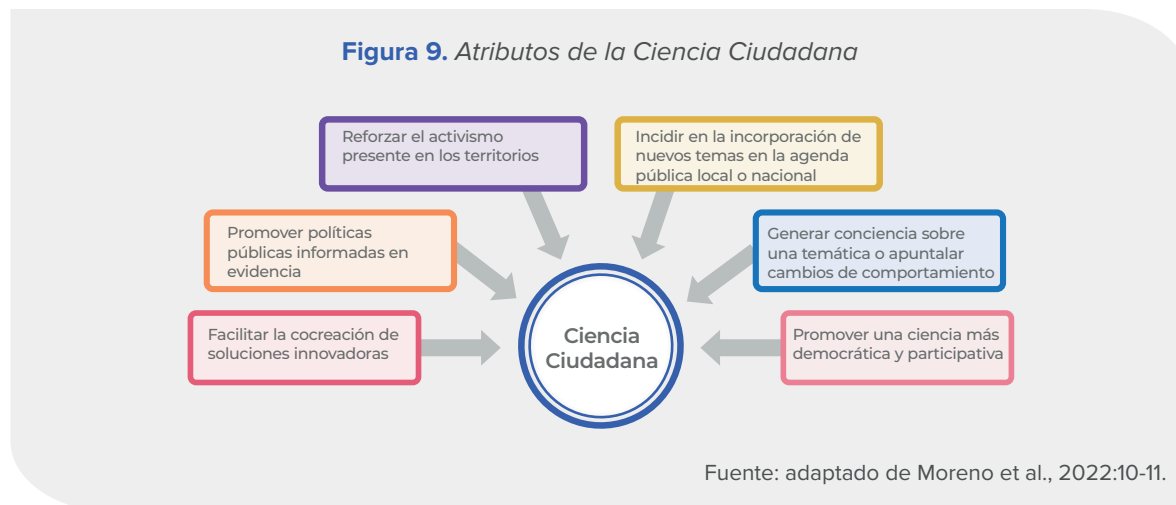 Figura 9. Atributos de la Ciencia Ciudadana
Reforzar el activismo
presente en los territorios
Incidir en la incorporación de
nuevos temas en la agenda
pública local o nacional
Promover políticas
públicas informadas en
evidencia
Generar conciencia sobre
una temática o apuntalar
cambios de comportamiento
Facilitar la cocreación de
soluciones innovadoras
Ciencia
Ciudadana
Promover una ciencia más
democrática y participativa
Fuente: adaptado de Moreno et al., 2022:10-11.